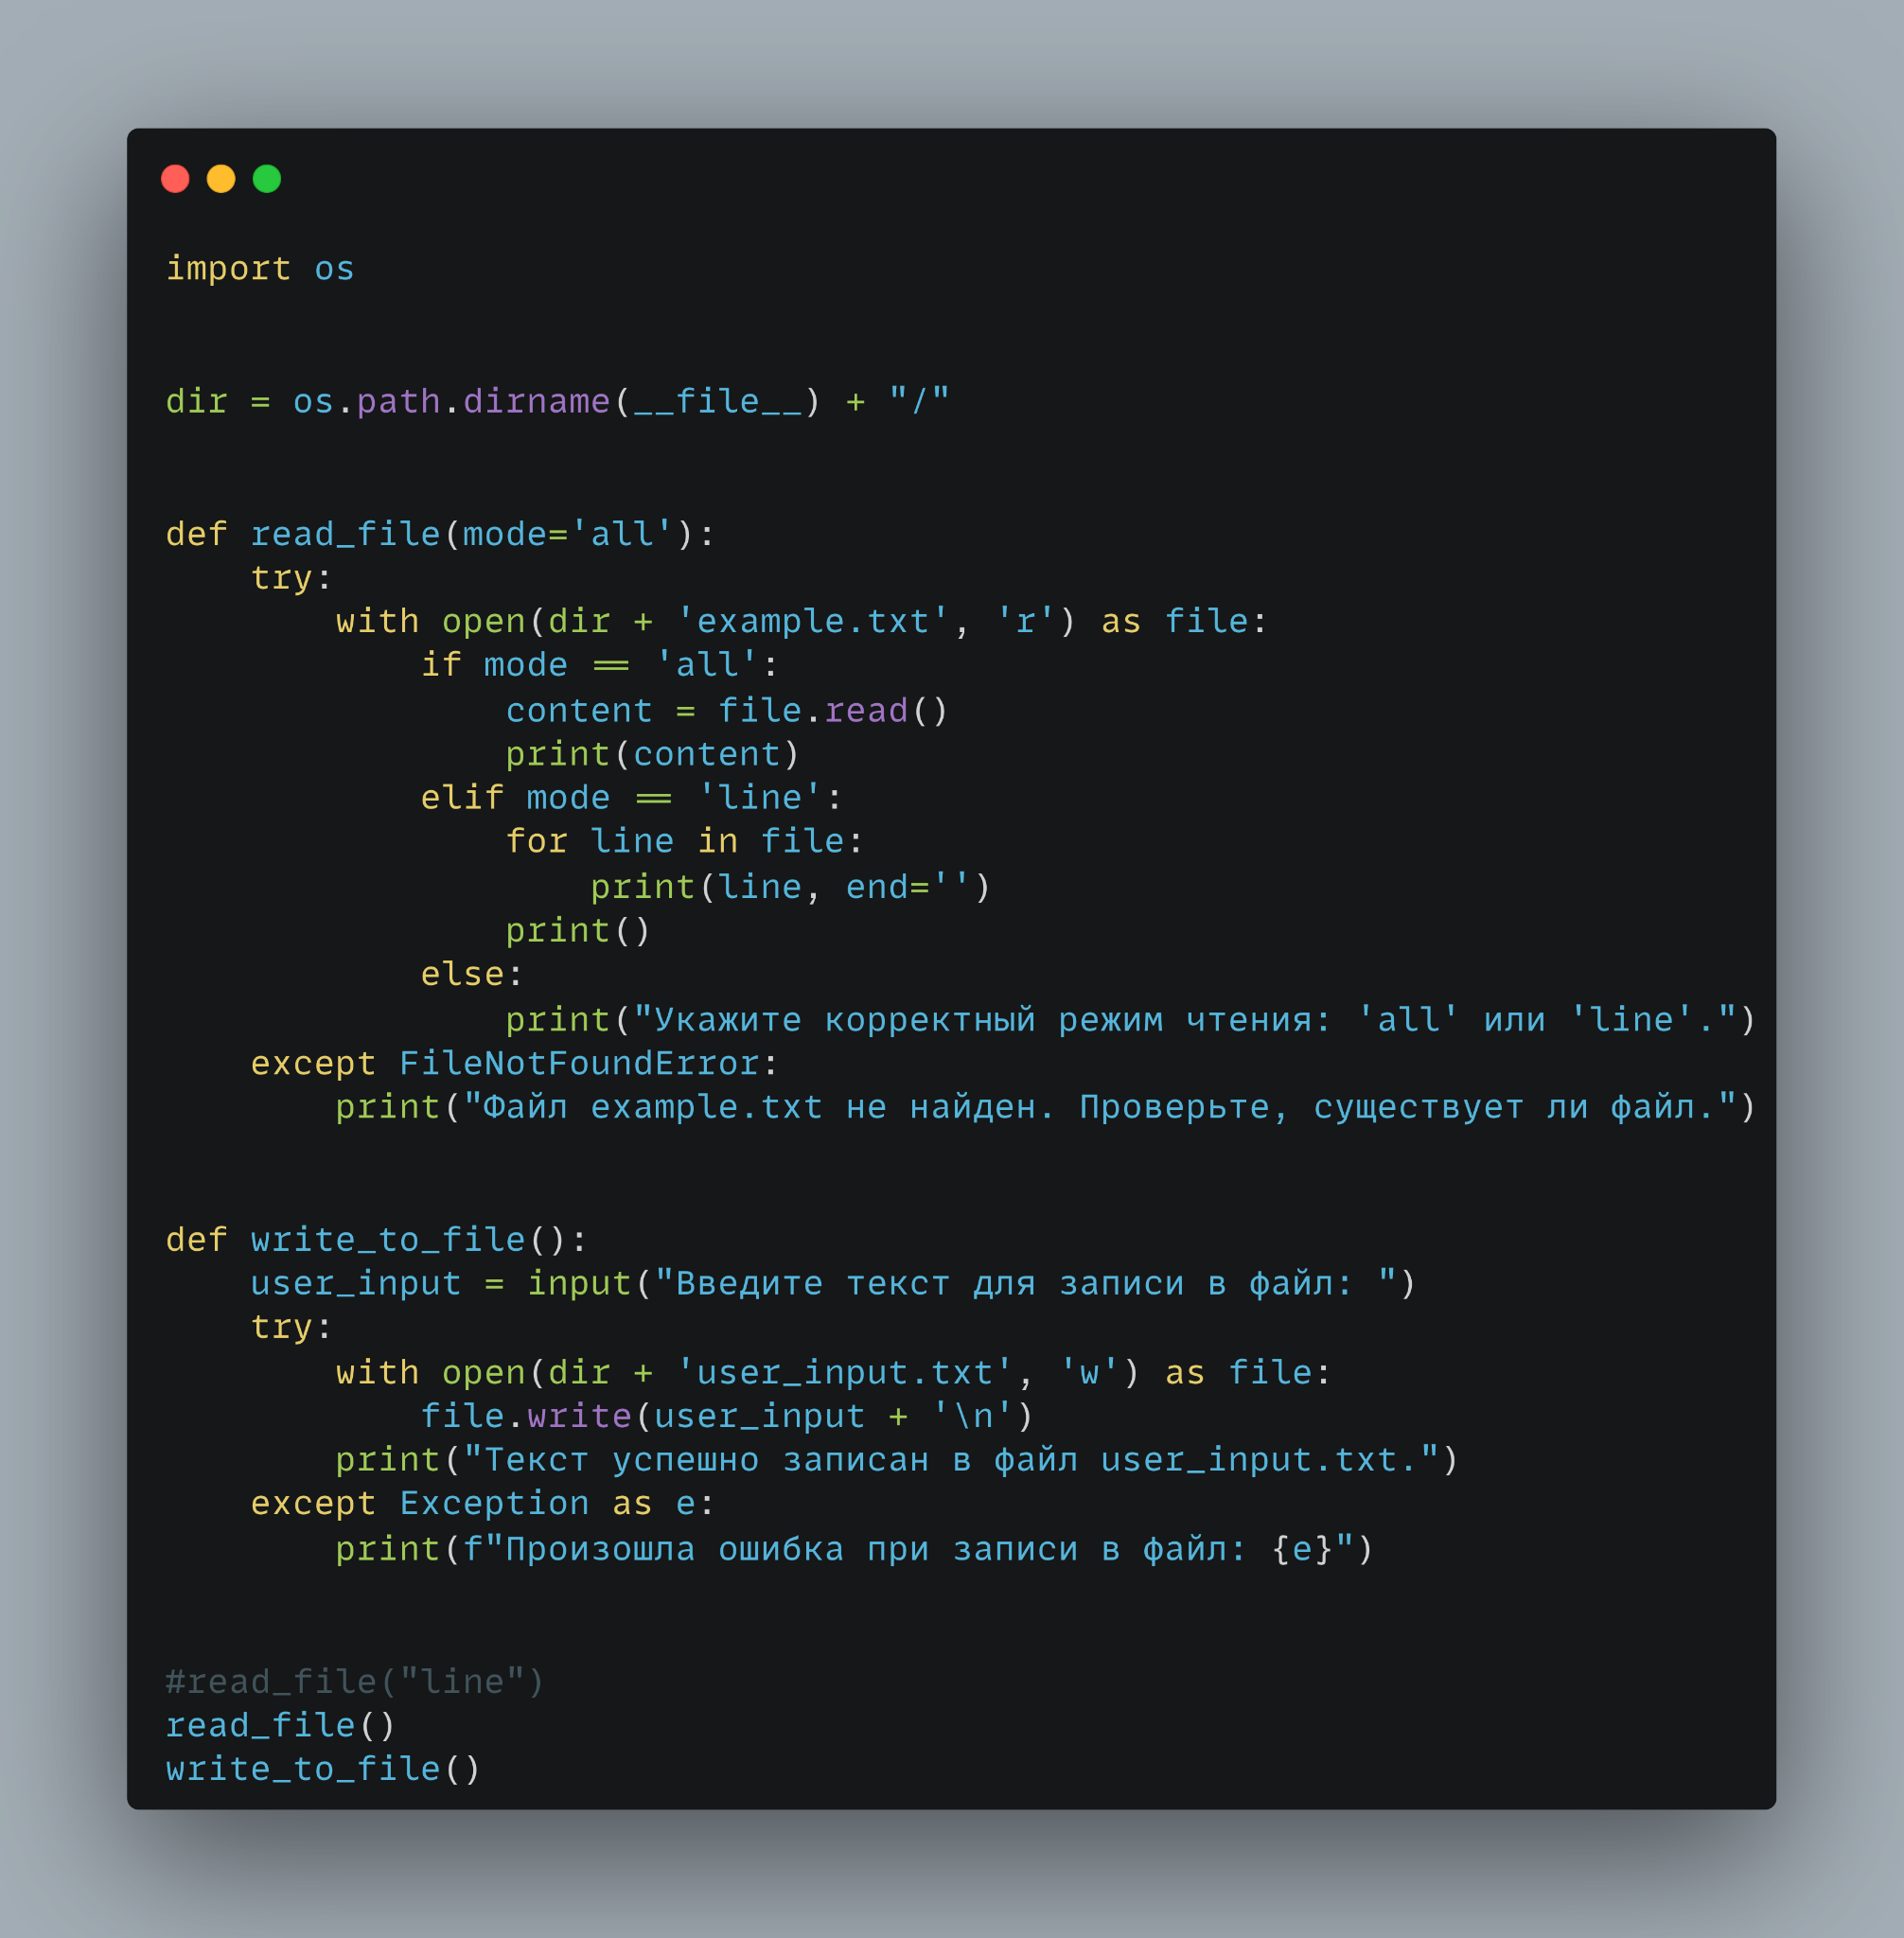 import os
dir = os.path.dirname(__file__) + "/"
def read_file(mode='all'):
    try:
        with open(dir + 'example.txt', 'r') as file:
            if mode == 'all':
                content = file.read()
                print(content)
            elif mode == 'line':
                for line in file:
                    print(line, end='')
                print()
            else:
                print("Укажите корректный режим чтения: 'all' или 'line'.")
    except FileNotFoundError:
        print("Файл example.txt не найден. Проверьте, существует ли файл.")
def write_to_file():
    user_input = input("Введите текст для записи в файл: ")
    try:
        with open(dir + 'user_input.txt', 'w') as file:
            file.write(user_input + '\n')
        print("Текст успешно записан в файл user_input.txt.")
    except Exception as e:
        print(f"Произошла ошибка при записи в файл: {e}")
#read_file("line")
read_file()
write_to_file()